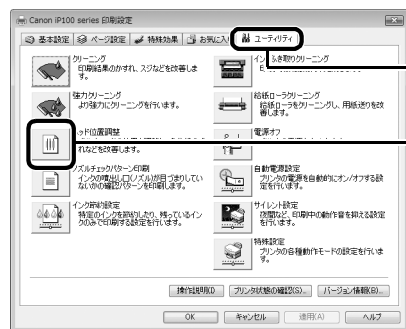 Canon iP100 series 印刷設定
基本設定 ページ設定 特殊効果 お気に入 ユーティリティ
クリーニング
印刷結果のかすれ、スジなどを改善します。
強力クリーニング
より強力にクリーニングを行います。
ッド位置調整
れなどを改善します。
ノズルチェックパターン印刷
インクの噴出し口(ノズル)が目づまりしてい
ないかの確認パターンを印刷します。
インク節約設定
特定のインクを節約したり、残っているイン
クのみで印刷する設定を行います。
イン ふき取りクリーニング
給紙ローラクリーニング
給紙ローラをクリーニングし、用紙送りを改
善します。
電源オフ
自動電源設定
プリンタの電源を自動的にオン/オフする設
定を行います。
サイレント設定
夜間など、印刷中の動作音を抑える設定
を行います。
特殊設定
プリンタの各種動作モードの設定を行いま
す。
操作説明(I) プリンタ状態の確認(S)... バージョン情報(B)...
OK キャンセル 適用(A) ヘルプ